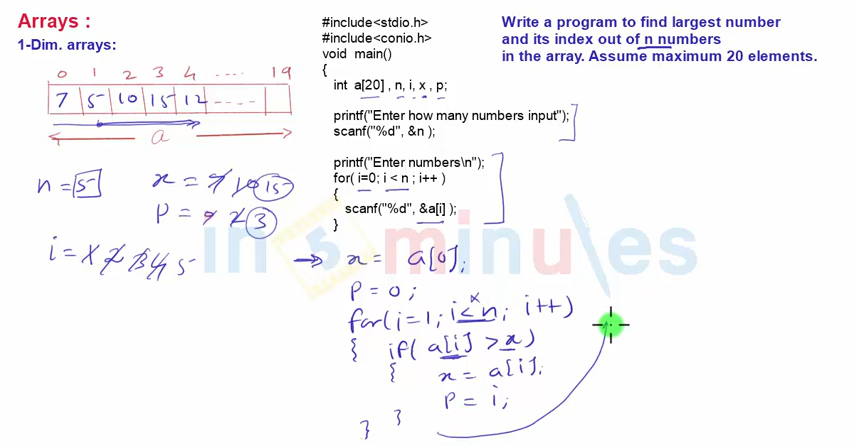 Arrays :
1-Dim. arrays:
0 1 2 3 4 .... 19
7 5 10 15 12 - - - -
a
n = 5
x = 7 10 15
P = 0 2 3
i = 1 2 3 4 5
#include<stdio.h>
#include<conio.h>
void main()
{
int a[20] , n, i, x , p;
printf("Enter how many numbers input");
scanf("%d", &n );
printf("Enter numbers\n");
for( i=0; i < n ; i++ )
{
scanf("%d", &a[i] );
}
→ x = a[0];
P = 0 ;
for(i=1; i<n; i++)
{ if( a[i] > x )
{ x = a[i];
P = i;
}
}
Write a program to find largest number
and its index out of n numbers
in the array. Assume maximum 20 elements.
in 5 minutes